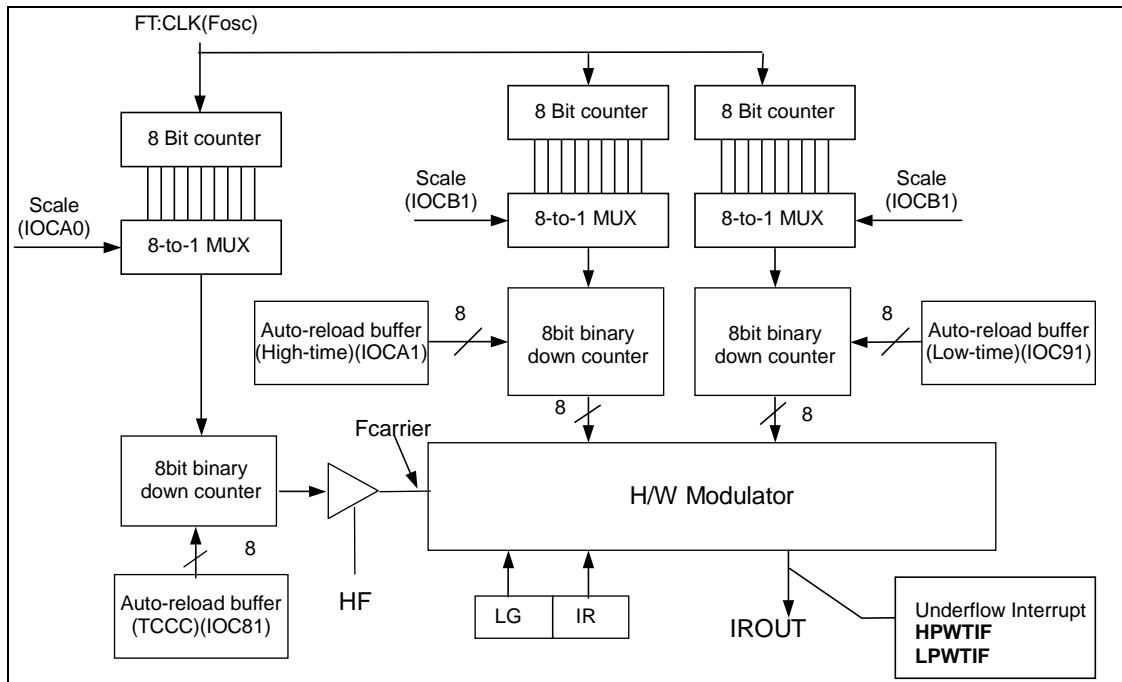 FT:CLK(Fosc)
8 Bit counter
8 Bit counter
8 Bit counter
Scale
(IOCA0)
Scale
(IOCB1)
Scale
(IOCB1)
8-to-1 MUX
8-to-1 MUX
8-to-1 MUX
Auto-reload buffer
(High-time)(IOCA1)
8
8bit binary
down counter
8bit binary
down counter
8
Auto-reload buffer
(Low-time)(IOC91)
8
8
Fcarrier
8bit binary
down counter
H/W Modulator
8
Auto-reload buffer
(TCCC)(IOC81)
HF
LG
IR
IROUT
Underflow Interrupt
HPWTIF
LPWTIF